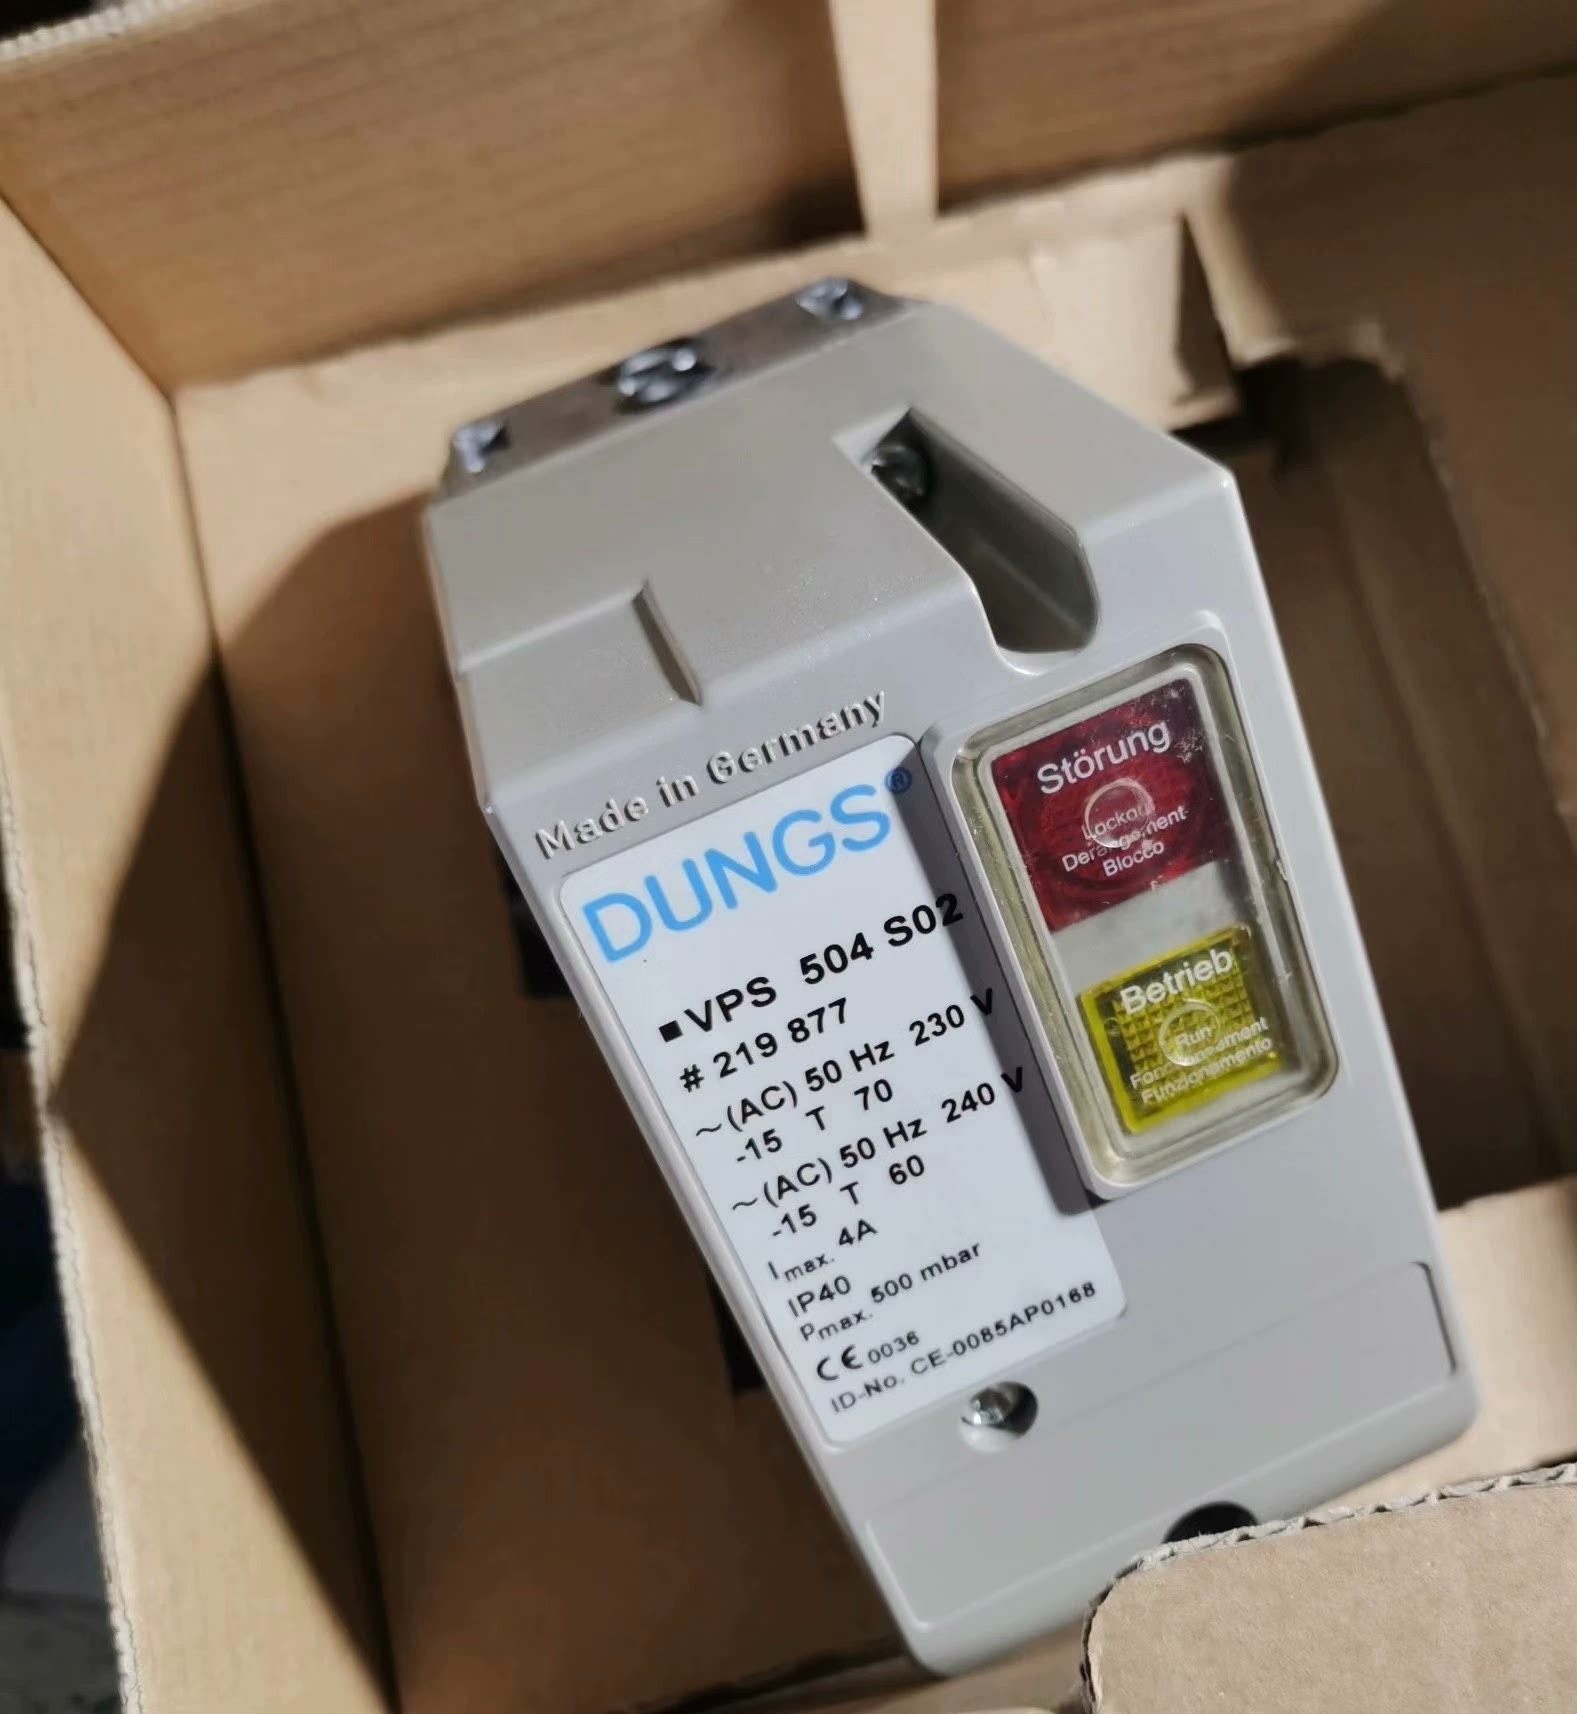 Made in Germany
DUNGS®
■ VPS 504 S02
# 219 877
~(AC) 50 Hz 230 V
-15 T 70
~(AC) 50 Hz 240 V
-15 T 60
Imax. 4A
IP40
Pmax. 500 mbar
CE 0036
ID-No. CE-0085AP0168
Störung
Lockout
Derangement
Blocco
Betrieb
Run
Fonctionnement
Funzionamento